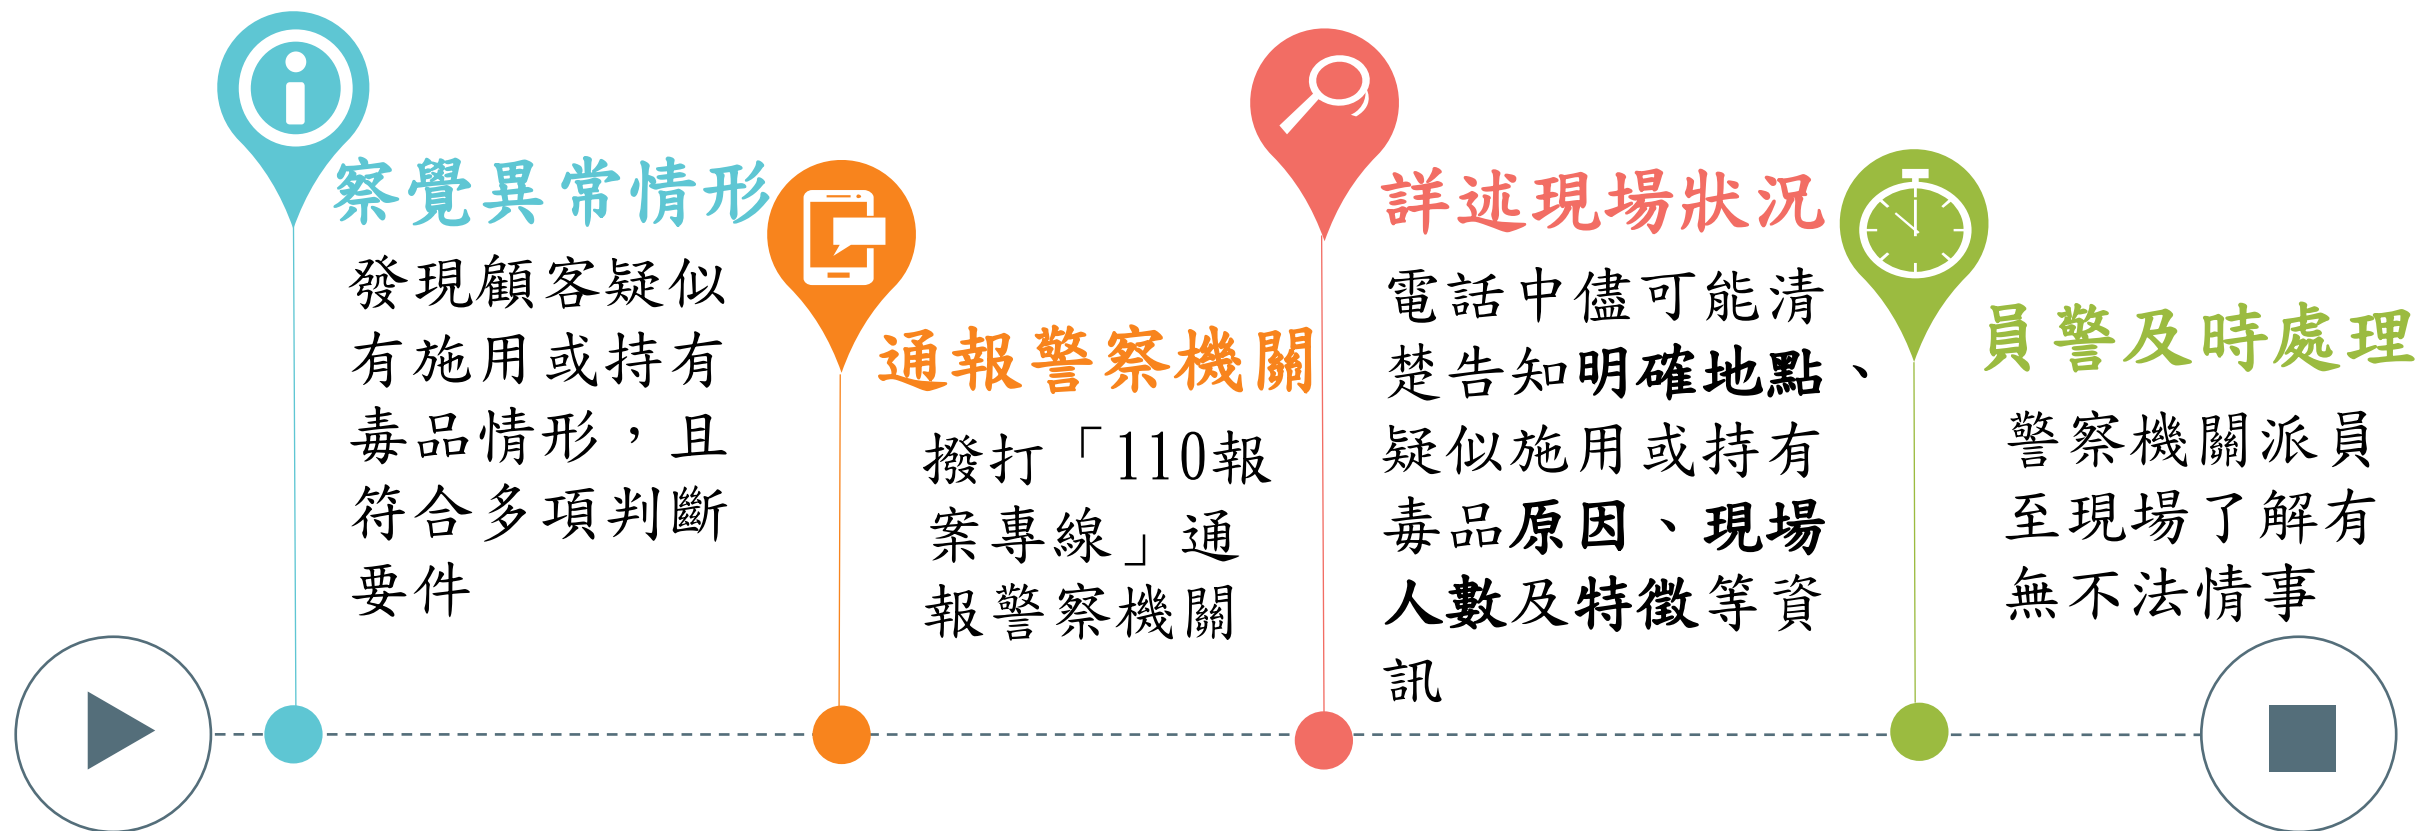 察覺異常情形
發現顧客疑似
有施用或持有
毒品情形，且
符合多項判斷
要件
通報警察機關
撥打「110報
案專線」通
報警察機關
詳述現場狀況
電話中儘可能清
楚告知明確地點、
疑似施用或持有
毒品原因、現場
人數及特徵等資
訊
員警及時處理
警察機關派員
至現場了解有
無不法情事